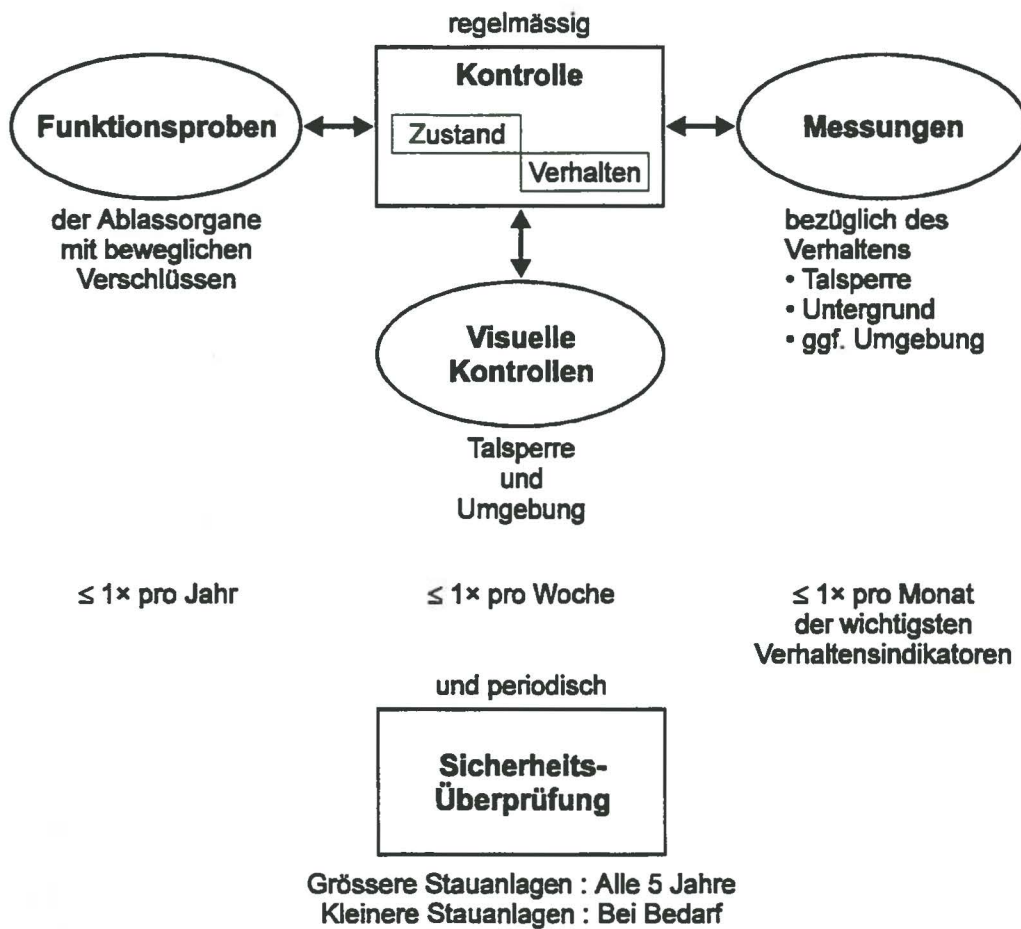 regelmässig
Kontrolle
Zustand
Verhalten
Funktionsproben
der Ablassorgane
mit beweglichen
Verschlüssen
Messungen
bezüglich des
Verhaltens
• Talsperre
• Untergrund
• ggf. Umgebung
Visuelle
Kontrollen
Talsperre
und
Umgebung
≤ 1× pro Jahr
≤ 1× pro Woche
≤ 1× pro Monat
der wichtigsten
Verhaltensindikatoren
und periodisch
Sicherheits-
Überprüfung
Grössere Stauanlagen : Alle 5 Jahre
Kleinere Stauanlagen : Bei Bedarf